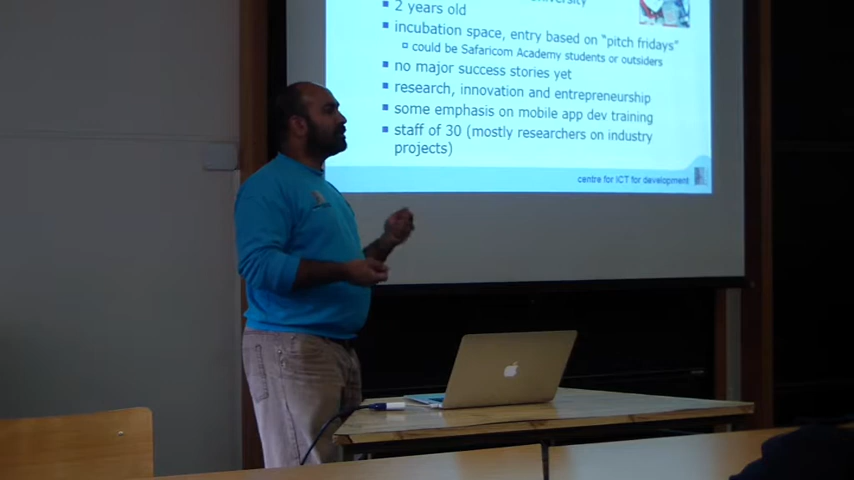 2 years old
incubation space, entry based on "pitch fridays"
could be Safaricom Academy students or outsiders
no major success stories yet
research, innovation and entrepreneurship
some emphasis on mobile app dev training
staff of 30 (mostly researchers on industry
projects)
centre for ICT for development